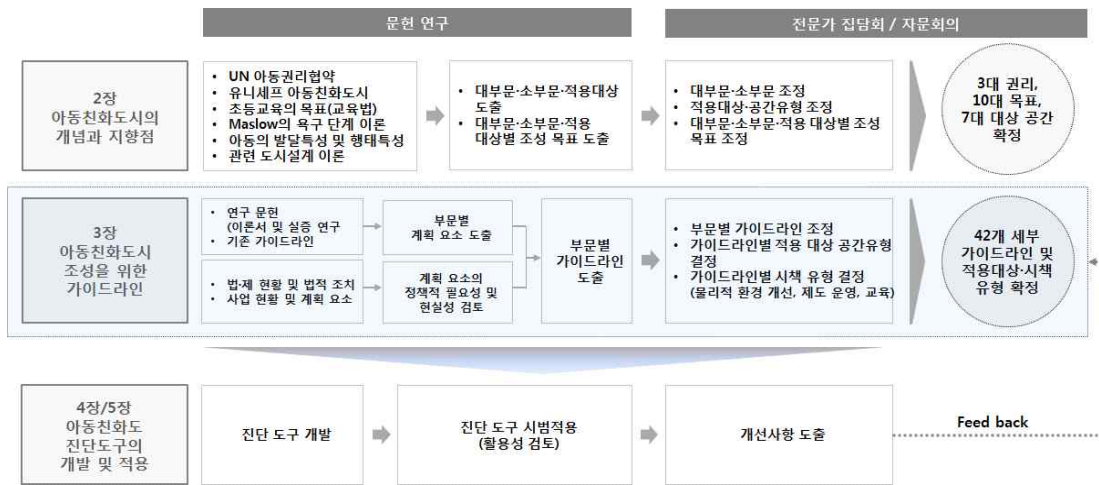 문헌 연구
전문가 집담회 / 자문회의
2장
아동친화도시의
개념과 지향점
• UN 아동권리협약
• 유니세프 아동친화도시
• 초등교육의 목표(교육법)
• Maslow의 욕구 단계 이론
• 아동의 발달특성 및 행태특성
• 관련 도시설계 이론
• 대부문·소부문·적용대상
도출
• 대부문·소부문·적용
대상별 조성 목표 도출
• 대부문·소부문 조정
• 적용대상·공간유형 조정
• 대부문·소부문·적용 대상별 조성
목표 조정
3대 권리,
10대 목표,
7대 대상 공간
확정
3장
아동친화도시
조성을 위한
가이드라인
• 연구 문헌
(이론서 및 실증 연구
• 기존 가이드라인
부문별
계획 요소 도출
• 법·제 현황 및 법적 조치
• 사업 현황 및 계획 요소
계획 요소의
정책적 필요성 및
현실성 검토
부문별
가이드라인
도출
• 부문별 가이드라인 조정
• 가이드라인별 적용 대상 공간유형
결정
• 가이드라인별 시책 유형 결정
(물리적 환경 개선, 제도 운영, 교육)
42개 세부
가이드라인 및
적용대상·시책
유형 확정
4장/5장
아동친화도
진단도구의
개발 및 적용
진단 도구 개발
진단 도구 시범적용
(활용성 검토)
개선사항 도출
Feed back